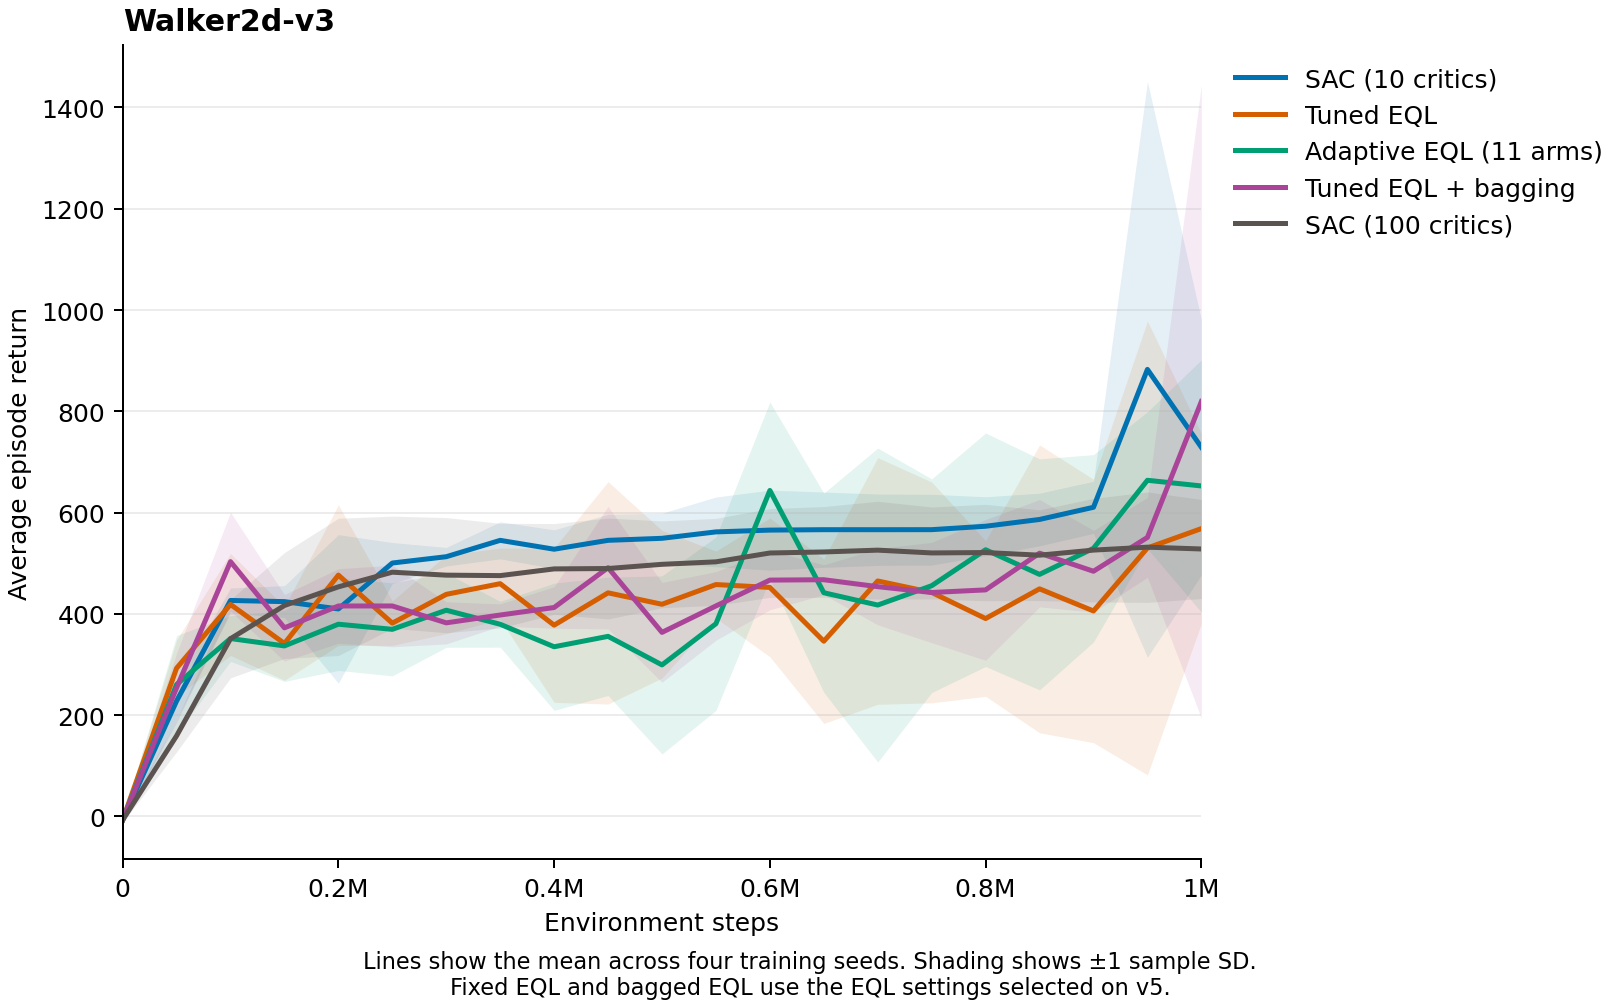 Walker2d-v3
SAC (10 critics)
Tuned EQL
Adaptive EQL (11 arms)
Tuned EQL + bagging
SAC (100 critics)
Average episode return
1400
1200
1000
800
600
400
200
0
0 0.2M 0.4M 0.6M 0.8M 1M
Environment steps
Lines show the mean across four training seeds. Shading shows ±1 sample SD.
Fixed EQL and bagged EQL use the EQL settings selected on v5.